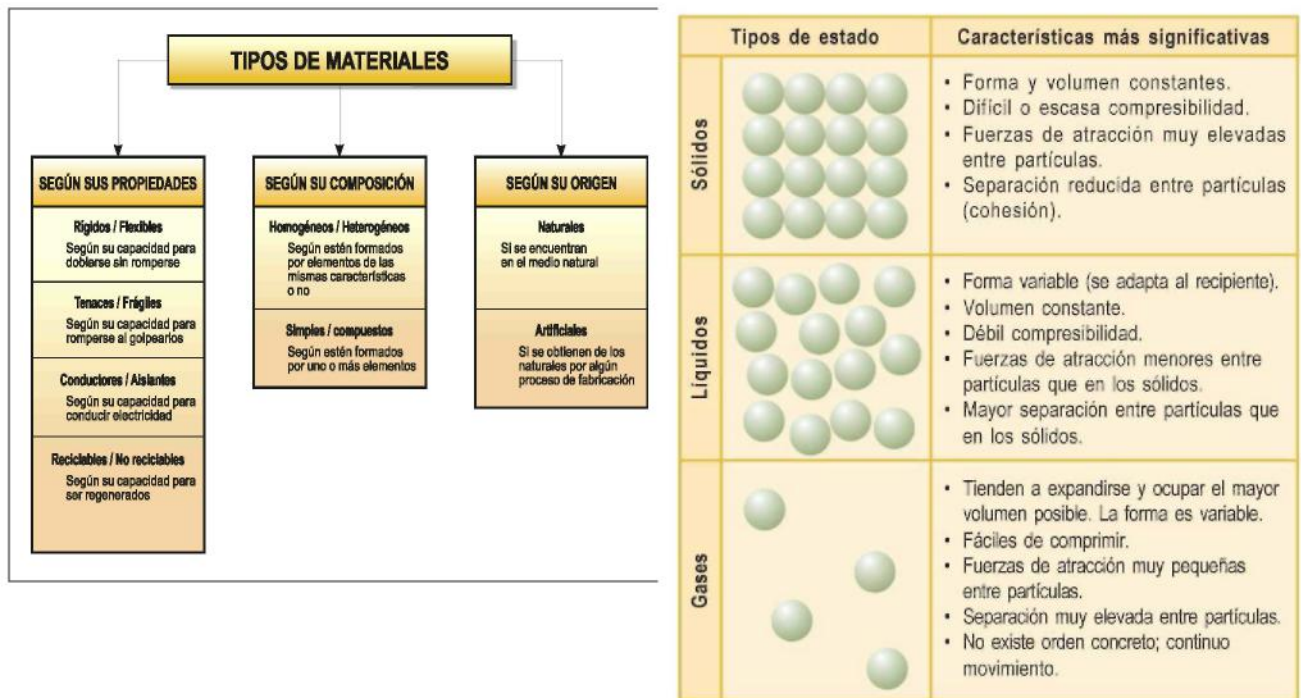 TIPOS DE MATERIALES
SEGÚN SUS PROPIEDADES
Rígidos / Flexibles
Según su capacidad para
doblarse sin romperse
Tenaces / Frágiles
Según su capacidad para
romperse al golpearlos
Conductores / Aislantes
Según su capacidad para
conducir electricidad
Reciclables / No reciclables
Según su capacidad para
ser regenerados
SEGÚN SU COMPOSICIÓN
Homogéneos / Heterogéneos
Según estén formados
por elementos de las
mismas características
o no
Simples / compuestos
Según estén formados
por uno o más elementos
SEGÚN SU ORIGEN
Naturales
Si se encuentran
en el medio natural
Artificiales
Si se obtienen de los
naturales por algún
proceso de fabricación
Tipos de estado
Características más significativas
Sólidos
• Forma y volumen constantes.
• Difícil o escasa compresibilidad.
• Fuerzas de atracción muy elevadas
entre partículas.
• Separación reducida entre partículas
(cohesión).
Líquidos
• Forma variable (se adapta al recipiente).
• Volumen constante.
• Débil compresibilidad.
• Fuerzas de atracción menores entre
partículas que en los sólidos.
• Mayor separación entre partículas que
en los sólidos.
Gases
• Tienden a expandirse y ocupar el mayor
volumen posible. La forma es variable.
• Fáciles de comprimir.
• Fuerzas de atracción muy pequeñas
entre partículas.
• Separación muy elevada entre partículas.
• No existe orden concreto; continuo
movimiento.